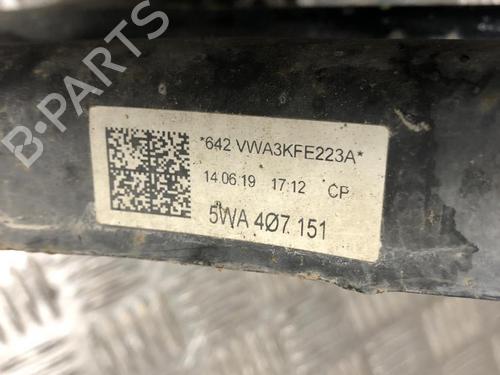 *642 VWA3KFE223A*
14.06.19 17:12 CP
5WA 407 151
B-PARTS